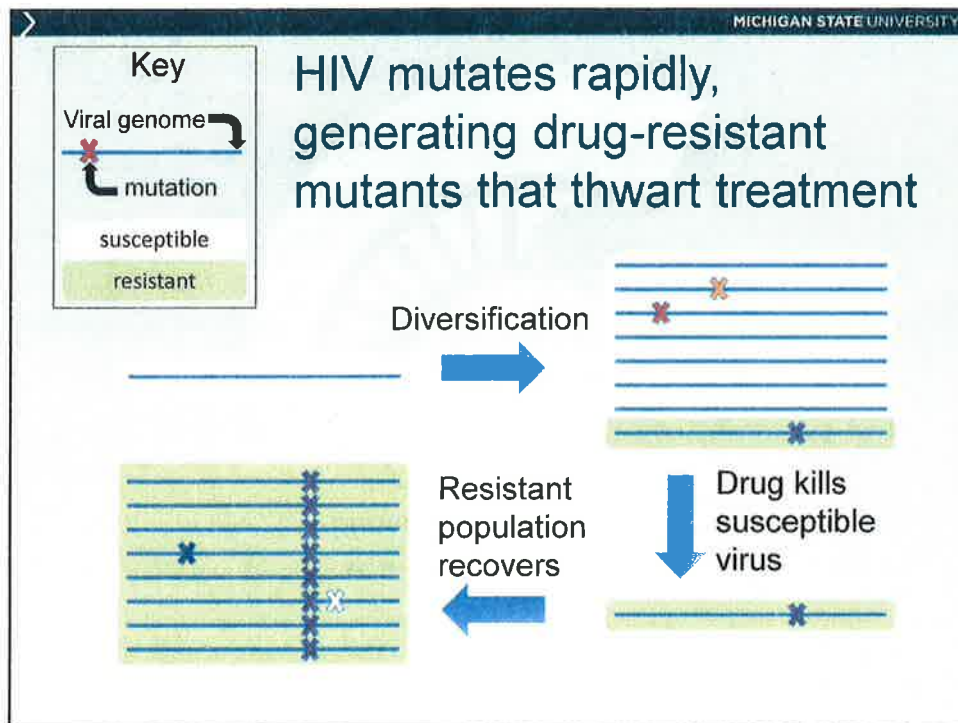 MICHIGAN STATE UNIVERSITY
Key
Viral genome
mutation
susceptible
resistant
HIV mutates rapidly,
generating drug-resistant
mutants that thwart treatment
Diversification
Drug kills
susceptible
virus
Resistant
population
recovers